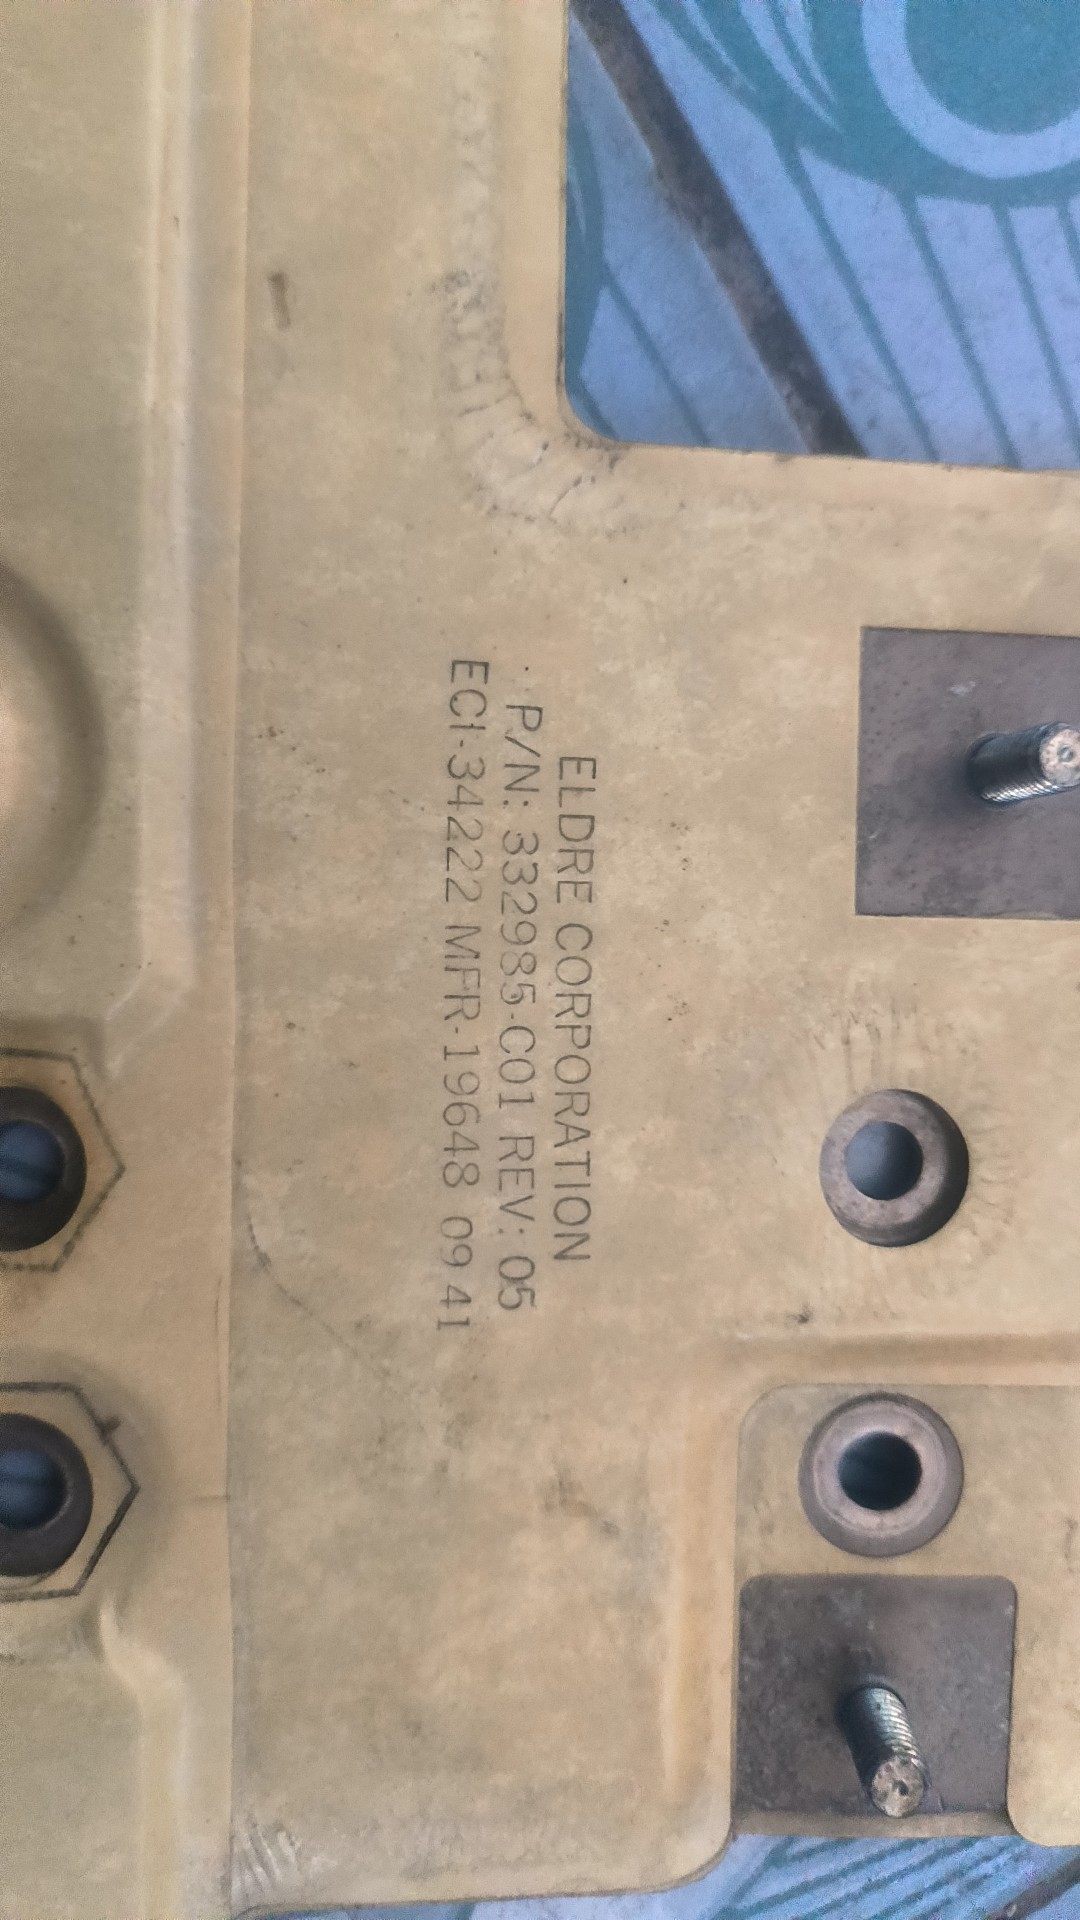 ELDRE CORPORATION
P/N: 332985-C01 REV: 05
ECI-34222 MFR-19648 09 41